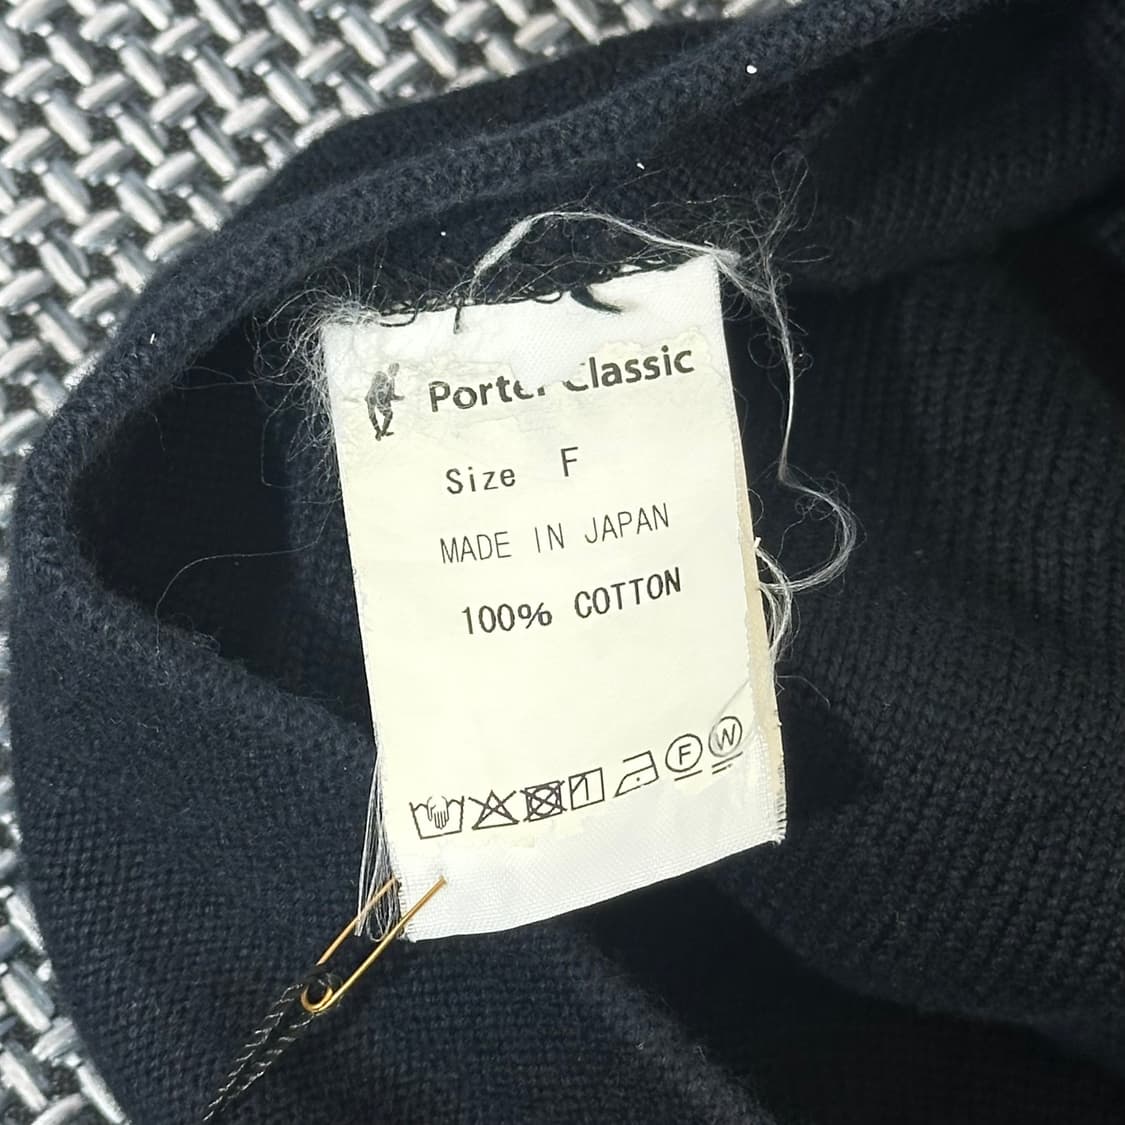 Porter Classic
Size F
MADE IN JAPAN
100% COTTON
F W